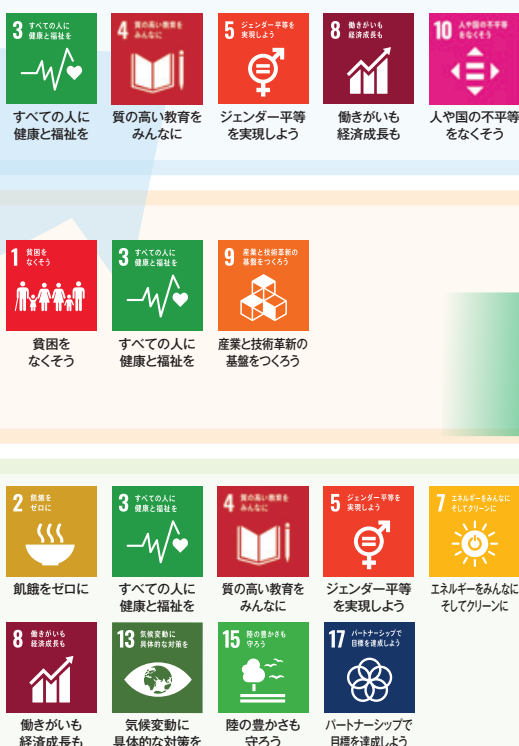 3 すべての人に
健康と福祉を
4 質の高い教育を
みんなに
5 ジェンダー平等を
実現しよう
8 働きがいも
経済成長も
10 人や国の不平等
をなくそう
すべての人に
健康と福祉を
質の高い教育を
みんなに
ジェンダー平等
を実現しよう
働きがいも
経済成長も
人や国の不平等
をなくそう
1 貧困を
なくそう
3 すべての人に
健康と福祉を
9 産業と技術革新の
基盤をつくろう
貧困を
なくそう
すべての人に
健康と福祉を
産業と技術革新の
基盤をつくろう
2 飢餓を
ゼロに
3 すべての人に
健康と福祉を
4 質の高い教育を
みんなに
5 ジェンダー平等を
実現しよう
7 エネルギーをみんなに
そしてクリーンに
飢餓をゼロに
すべての人に
健康と福祉を
質の高い教育を
みんなに
ジェンダー平等
を実現しよう
エネルギーをみんなに
そしてクリーンに
8 働きがいも
経済成長も
13 気候変動に
具体的な対策を
15 陸の豊かさも
守ろう
17 パートナーシップで
目標を達成しよう
働きがいも
経済成長も
気候変動に
具体的な対策を
陸の豊かさも
守ろう
パートナーシップで
目標を達成しよう